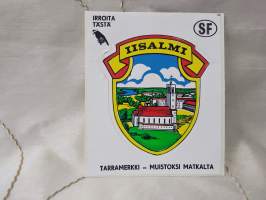 IRROITA
TÄSTÄ
SF
IISALMI
TARRAMERKKI – MUISTOKSI MATKALTA